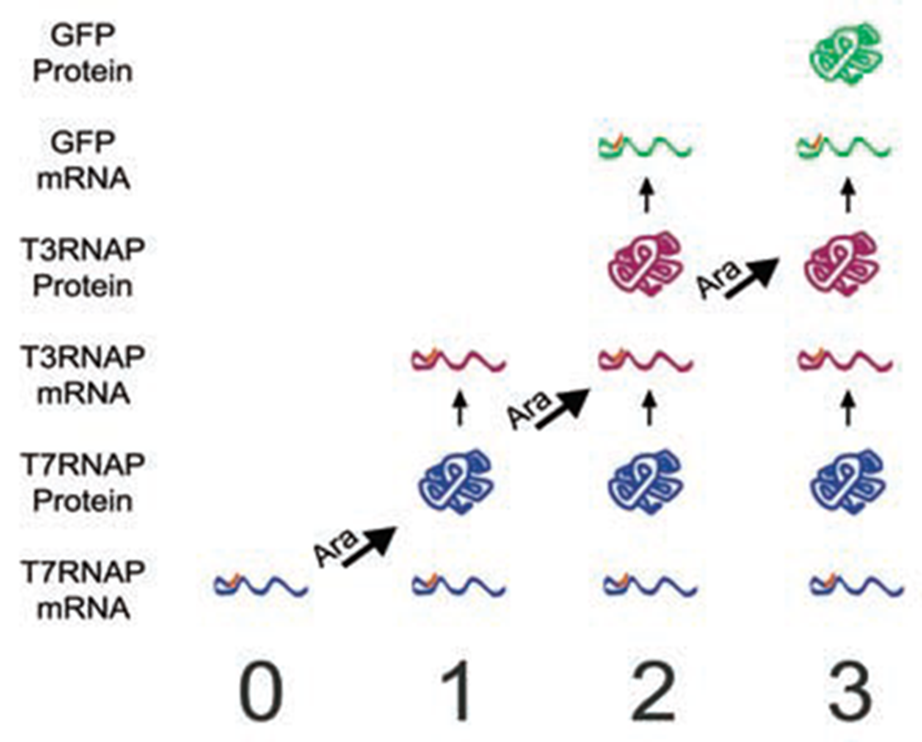 GFP
Protein
GFP
mRNA
T3RNAP
Protein
Ara
T3RNAP
mRNA
Ara
T7RNAP
Protein
Ara
T7RNAP
mRNA
0 1 2 3